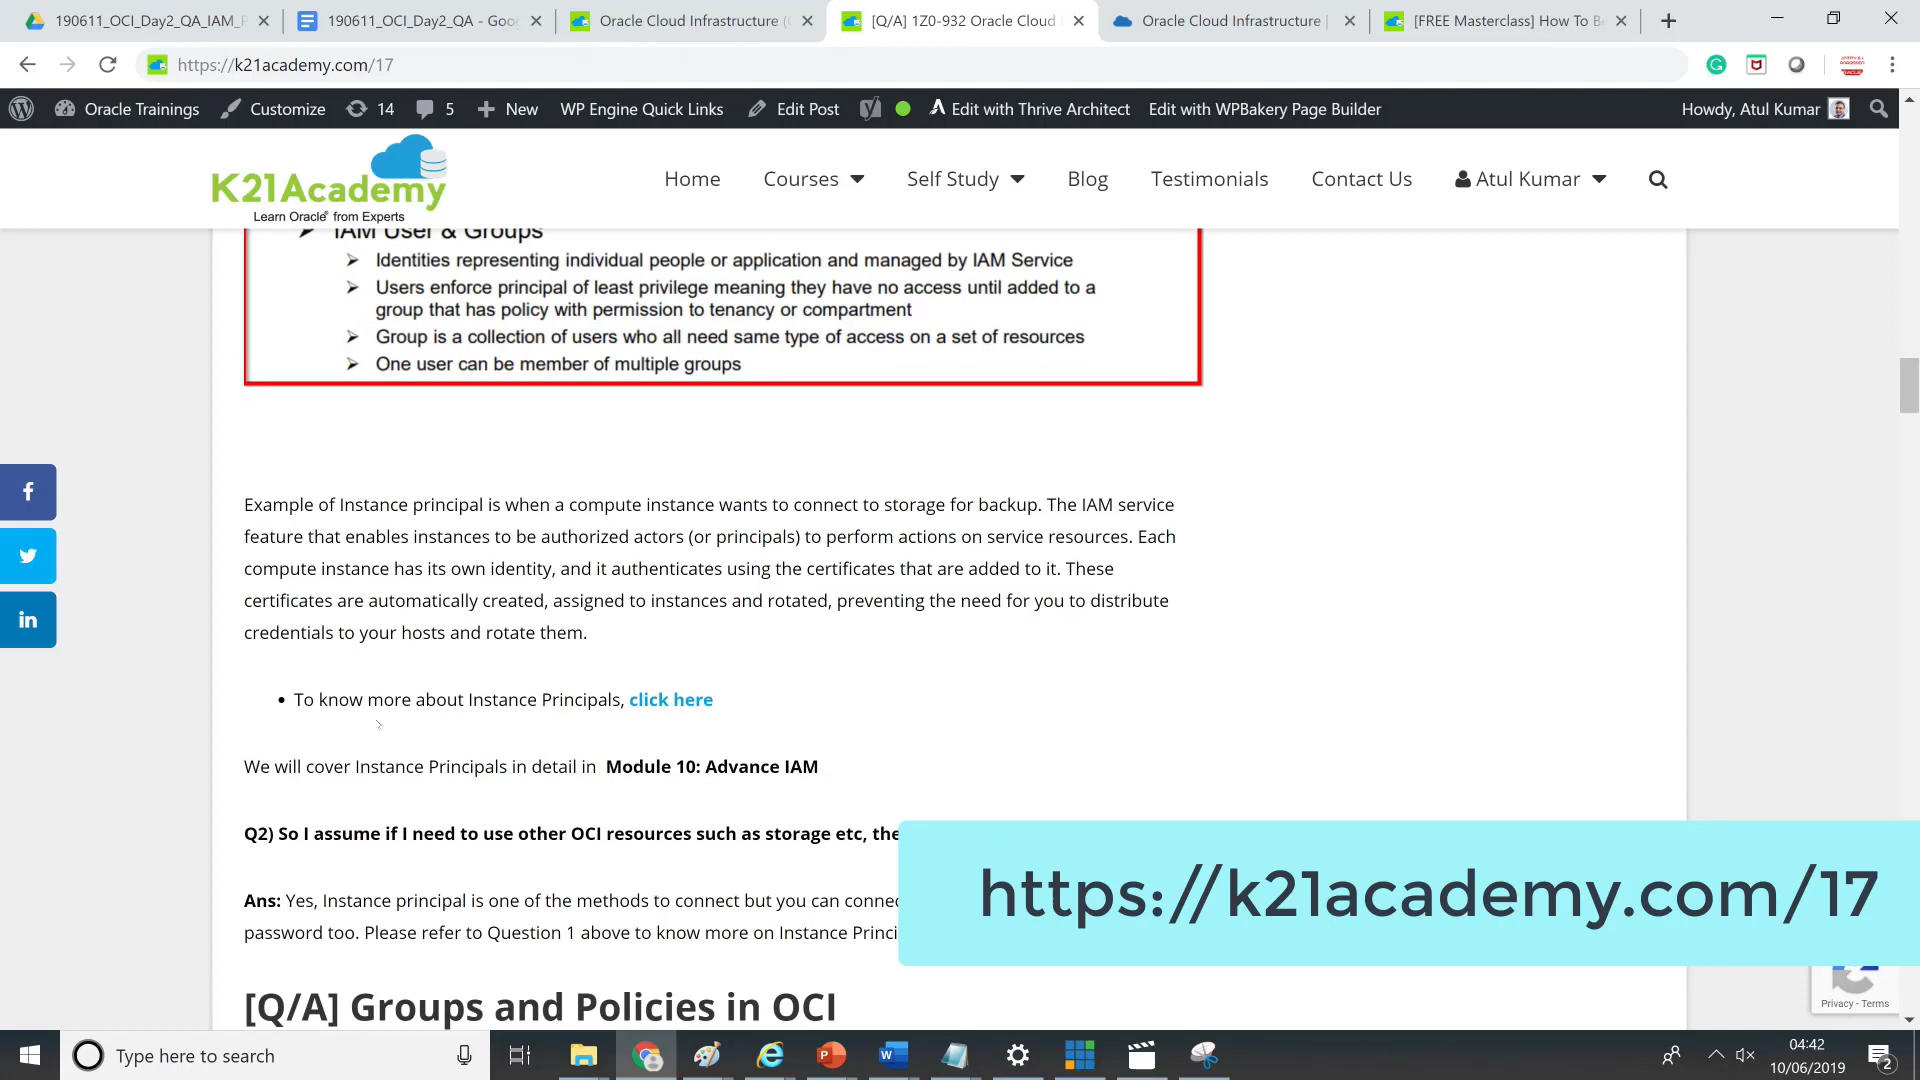 190611_OCI_Day2_QA_IAM_
190611_OCI_Day2_QA - Goo
Oracle Cloud Infrastructure (
[Q/A] 1Z0-932 Oracle Cloud
Oracle Cloud Infrastructure |
[FREE Masterclass] How To Be
https://k21academy.com/17
Oracle Trainings
Customize
14
5
New
WP Engine Quick Links
Edit Post
Edit with Thrive Architect
Edit with WPBakery Page Builder
Howdy, Atul Kumar
K21Academy
Learn Oracle® from Experts
Home
Courses
Self Study
Blog
Testimonials
Contact Us
Atul Kumar
IAM User & Groups
Identities representing individual people or application and managed by IAM Service
Users enforce principal of least privilege meaning they have no access until added to a
group that has policy with permission to tenancy or compartment
Group is a collection of users who all need same type of access on a set of resources
One user can be member of multiple groups
Example of Instance principal is when a compute instance wants to connect to storage for backup. The IAM service
feature that enables instances to be authorized actors (or principals) to perform actions on service resources. Each
compute instance has its own identity, and it authenticates using the certificates that are added to it. These
certificates are automatically created, assigned to instances and rotated, preventing the need for you to distribute
credentials to your hosts and rotate them.
• To know more about Instance Principals, click here
We will cover Instance Principals in detail in Module 10: Advance IAM
Q2) So I assume if I need to use other OCI resources such as storage etc, the
Ans: Yes, Instance principal is one of the methods to connect but you can connec
password too. Please refer to Question 1 above to know more on Instance Princi
https://k21academy.com/17
[Q/A] Groups and Policies in OCI
Privacy - Terms
Type here to search
04:42
10/06/2019
2